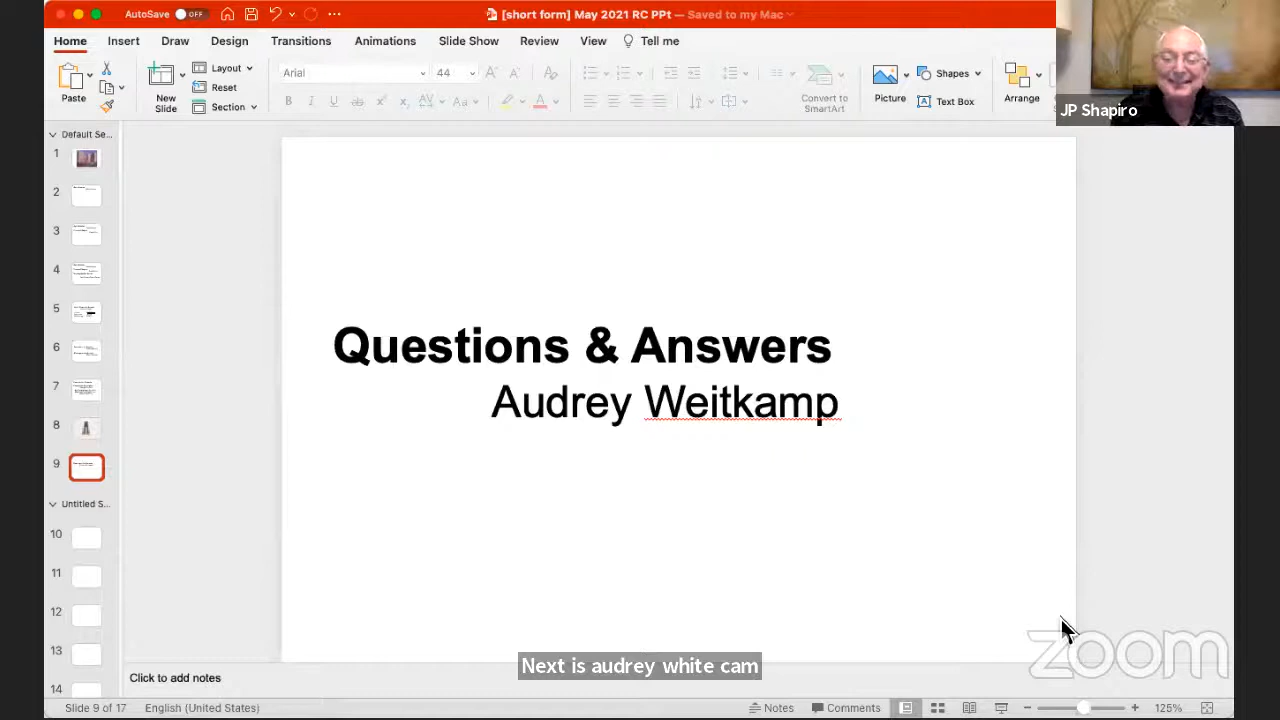 AutoSave OFF
[short form] May 2021 RC PPt — Saved to my Mac
Home Insert Draw Design Transitions Animations Slide Show Review View Tell me
Paste
New
Slide
Layout
Reset
Section
Arial 44
B I U ab
Convert to
SmartArt
Picture
Shapes
Text Box
Arrange
JP Shapiro
Default Se...
1
2
3
4
5
6
7
8
9
Untitled S...
10
11
12
13
14
Questions & Answers
Audrey Weitkamp
zoom
Next is audrey white cam
Click to add notes
Slide 9 of 17 English (United States) Notes Comments 125%